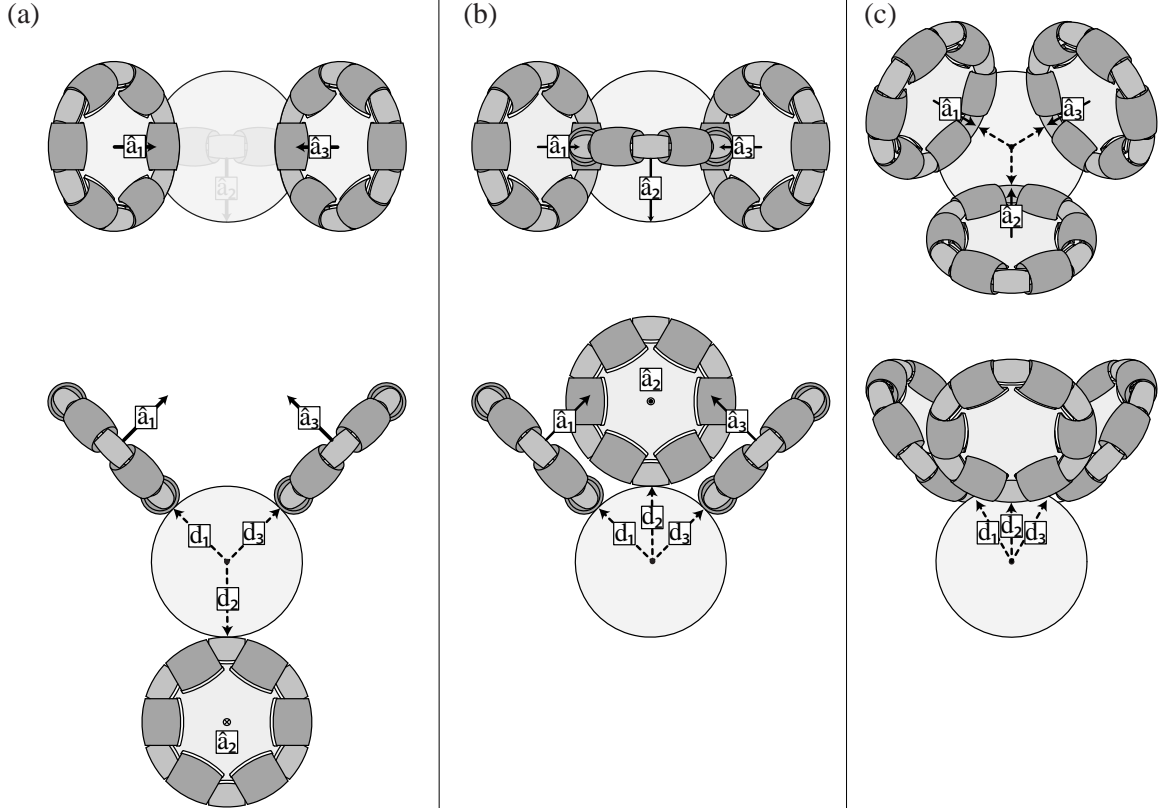 (a)
(b)
(c)
â₁
â₃
â₂
â₁
â₃
â₂
â₁
â₃
â₂
â₁
â₃
d₁
d₃
d₂
â₂
â₂
â₁
â₃
d₁
d₂
d₃
d₁
d₂
d₃